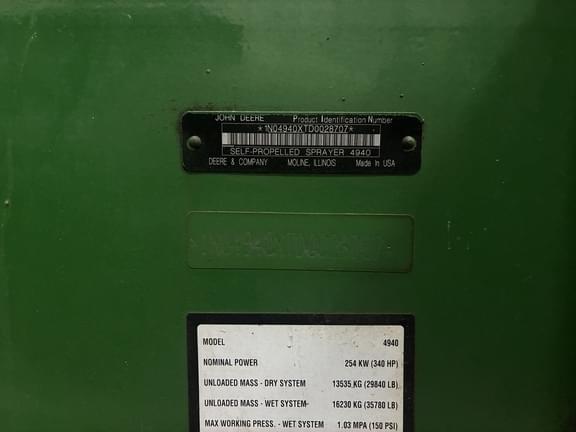 JOHN DEERE Product Identification Number
*1N04940XTD0028707*
SELF-PROPELLED SPRAYER 4940
DEERE & COMPANY MOLINE, ILLINOIS Made In USA
MODEL 4940
NOMINAL POWER 254 KW (340 HP)
UNLOADED MASS - DRY SYSTEM 13535 KG (29840 LB)
UNLOADED MASS - WET SYSTEM- 16230 KG (35780 LB)
MAX WORKING PRESS. - WET SYSTEM 1.03 MPA (150 PSI)